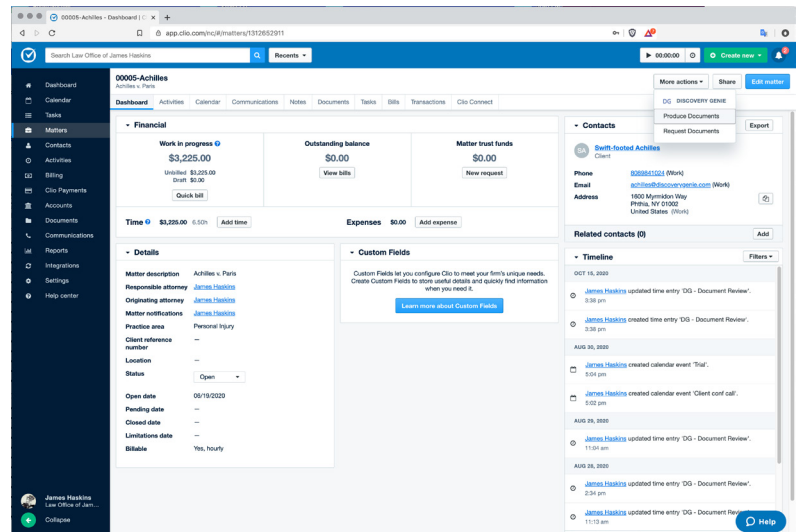 00005-Achilles - Dashboard | C
app.clio.com/nc/#/matters/1312652911
Search Law Office of James Haskins
Recents
00:00:00
Create new
Dashboard
Calendar
Tasks
Matters
Contacts
Activities
Billing
Clio Payments
Accounts
Documents
Communications
Reports
Integrations
Settings
Help center
James Haskins
Law Office of Jam...
Collapse
00005-Achilles
Achilles v. Paris
More actions
Share
Edit matter
DG DISCOVERY GENIE
Produce Documents
Request Documents
Dashboard Activities Calendar Communications Notes Documents Tasks Bills Transactions Clio Connect
Financial
Work in progress
$3,225.00
Unbilled $3,225.00
Draft $0.00
Quick bill
Outstanding balance
$0.00
View bills
Matter trust funds
$0.00
New request
Time $3,225.00 6.50h Add time
Expenses $0.00 Add expense
Details
Matter description Achilles v. Paris
Responsible attorney James Haskins
Originating attorney James Haskins
Matter notifications James Haskins
Practice area Personal Injury
Client reference number —
Location —
Status Open
Open date 08/19/2020
Pending date —
Closed date —
Limitations date —
Billable Yes, hourly
Custom Fields
Custom Fields let you configure Clio to meet your firm's unique needs.
Create Custom Fields to store useful details and quickly find information
when you need it.
Learn more about Custom Fields
Contacts
Export
SA
Swift-footed Achilles
Client
Phone 8089841024 (Work)
Email achilles@discoverygenie.com (Work)
Address 1600 Myrmidon Way
Phthia, NY 01002
United States (Work)
Related contacts (0)
Add
Timeline
Filters
OCT 15, 2020
James Haskins updated time entry 'DG - Document Review'.
3:38 pm
James Haskins created time entry 'DG - Document Review'.
3:38 pm
AUG 30, 2020
James Haskins created calendar event 'Trial'.
5:04 pm
James Haskins created calendar event 'Client conf call'.
5:02 pm
AUG 29, 2020
James Haskins updated time entry 'DG - Document Review'.
11:04 am
AUG 28, 2020
James Haskins updated time entry 'DG - Document Review'.
2:34 pm
James Haskins updated time entry 'DG - Document
11:13 am
Help